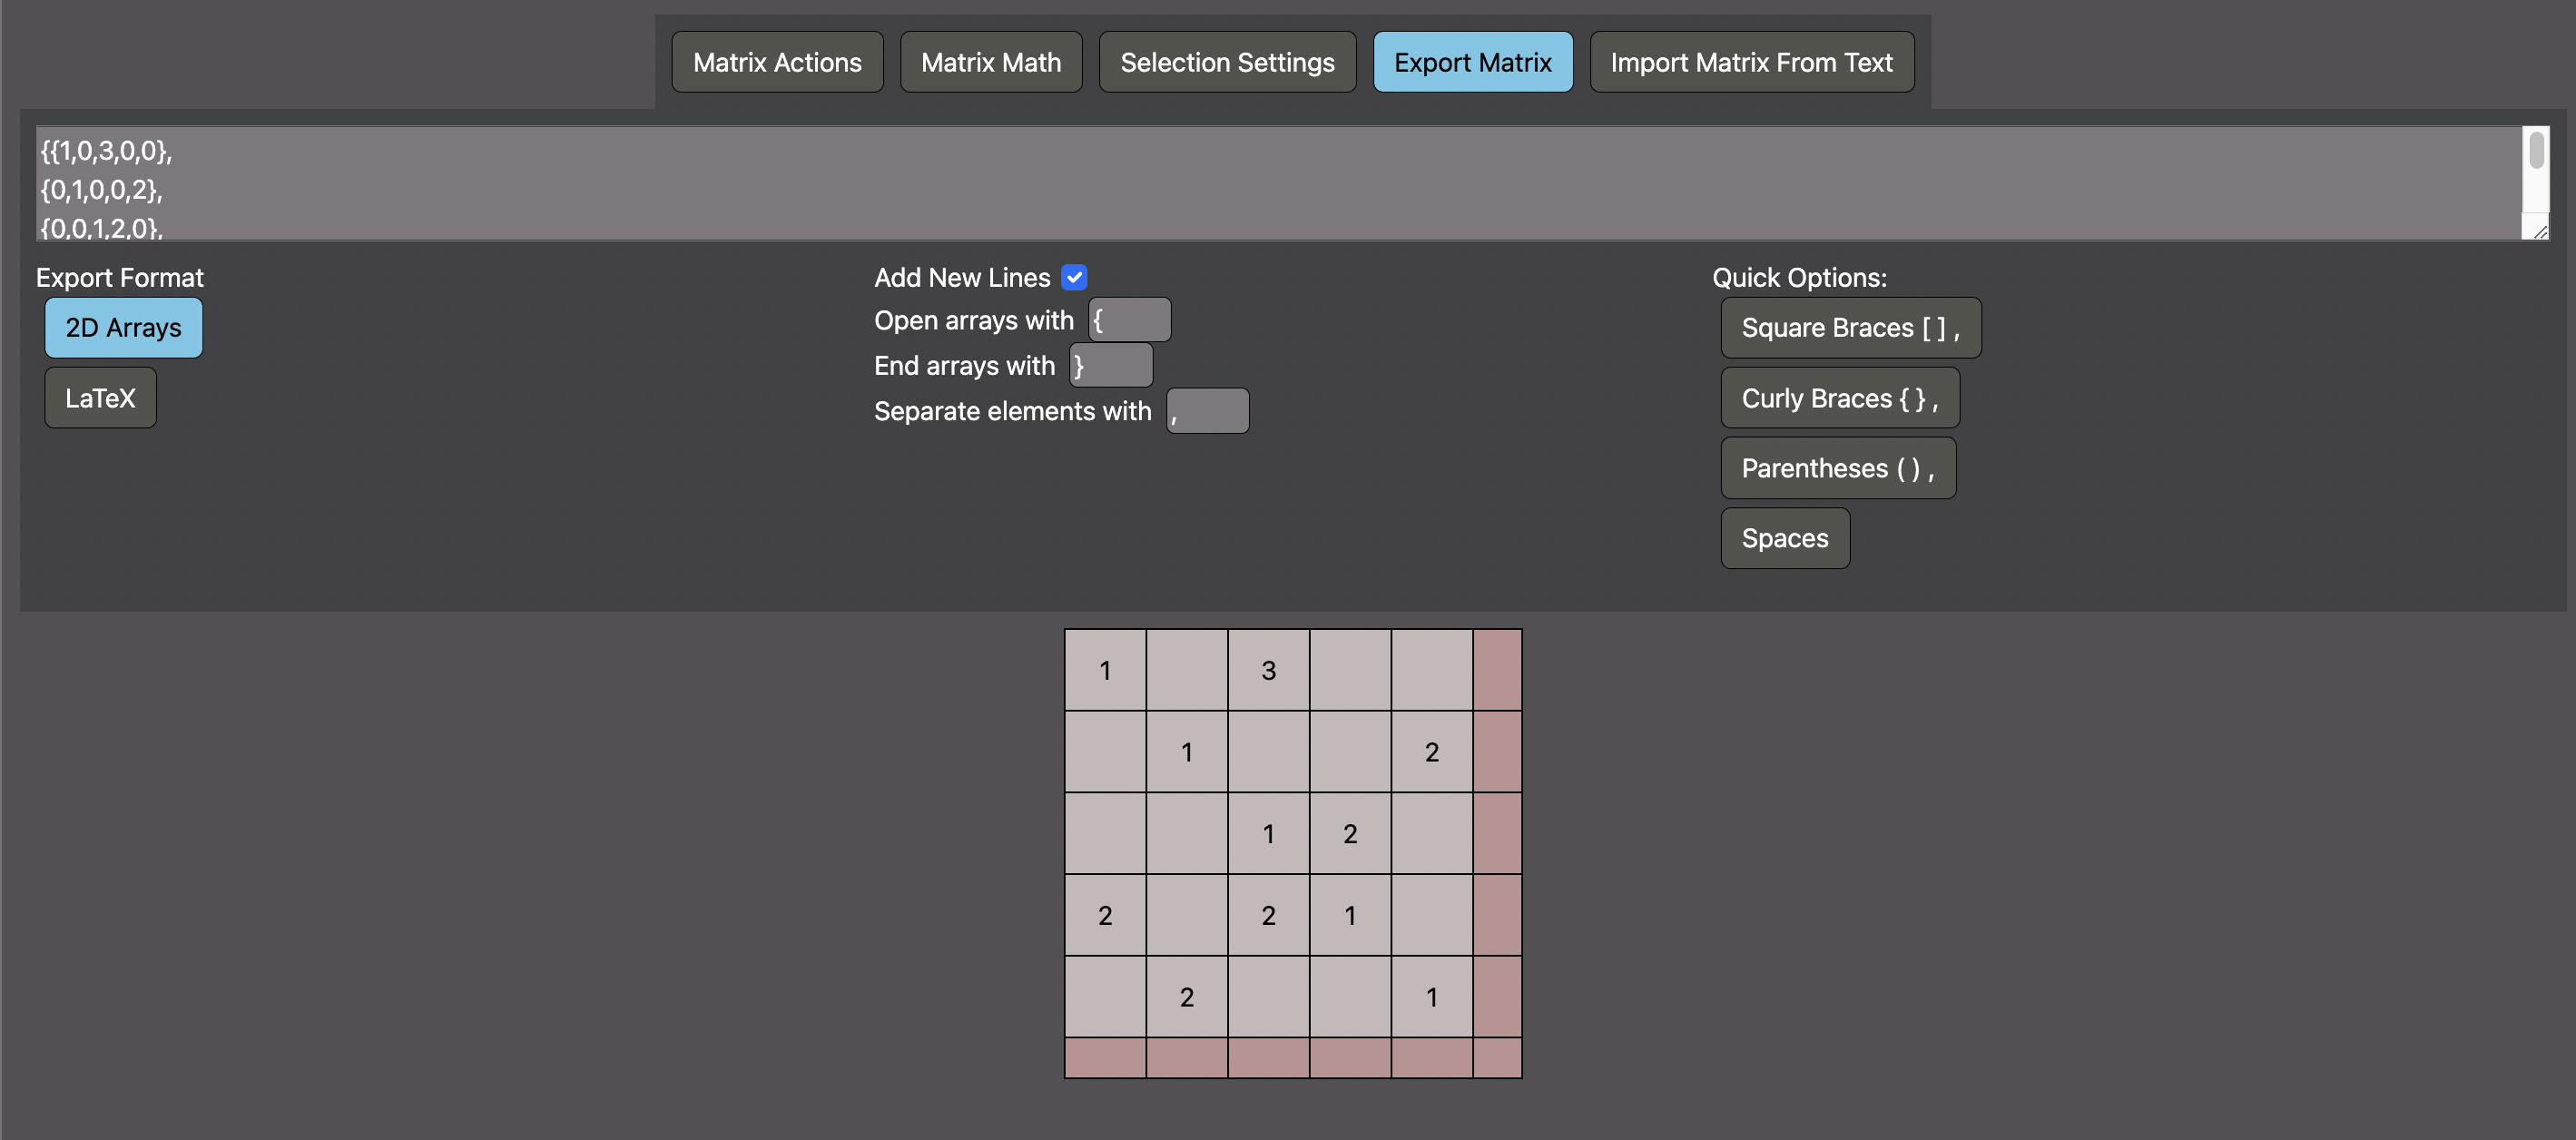 Matrix Actions Matrix Math Selection Settings Export Matrix Import Matrix From Text
{{1,0,3,0,0},
{0,1,0,0,2},
{0,0,1,2,0},
Export Format
2D Arrays
LaTeX
Add New Lines
Open arrays with {
End arrays with }
Separate elements with ,
Quick Options:
Square Braces [ ] ,
Curly Braces { } ,
Parentheses ( ) ,
Spaces
1 3
1 2
1 2
2 2 1
2 1